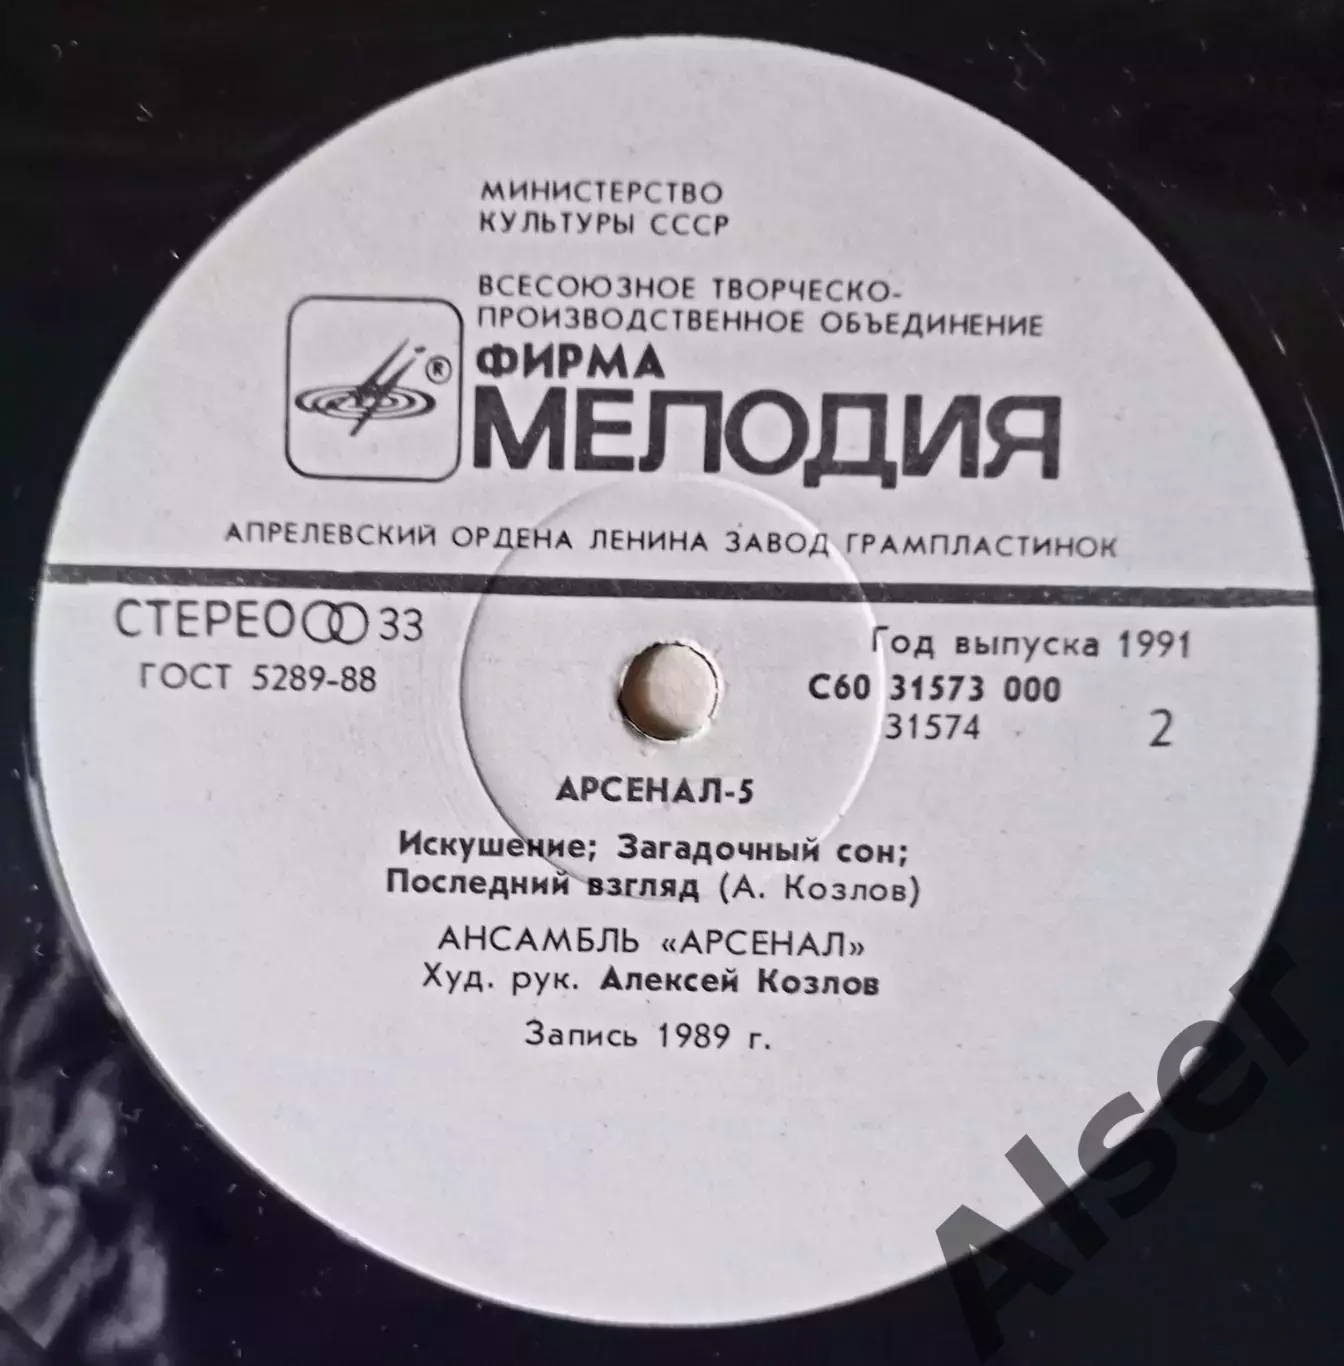 МИНИСТЕРСТВО
КУЛЬТУРЫ СССР
ВСЕСОЮЗНОЕ ТВОРЧЕСКО-
ПРОИЗВОДСТВЕННОЕ ОБЪЕДИНЕНИЕ
ФИРМА
®
МЕЛОДИЯ
АПРЕЛЕВСКИЙ ОРДЕНА ЛЕНИНА ЗАВОД ГРАМПЛАСТИНОК
СТЕРЕО 33
Год выпуска 1991
ГОСТ 5289-88
С60 31573 000
31574
2
АРСЕНАЛ-5
Искушение; Загадочный сон;
Последний взгляд (А. Козлов)
АНСАМБЛЬ «АРСЕНАЛ»
Худ. рук. Алексей Козлов
Запись 1989 г.
Alser